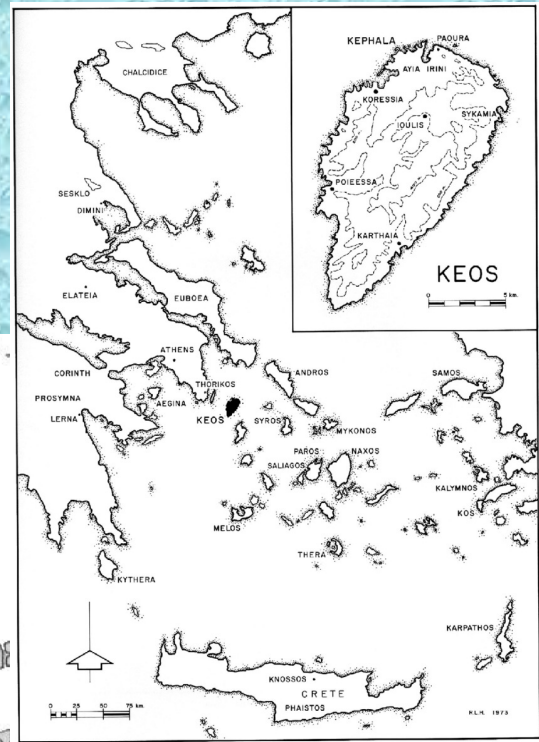 CHALCIDICE
SESKLO
DIMINI
ELATEIA
EUBOEA
ATHENS
CORINTH
THORIKOS
ANDROS
SAMOS
PROSYMNA
AEGINA
LERNA
KEOS
SYROS
MYKONOS
PAROS
NAXOS
SALIAGOS
KALYMNOS
KOS
MELOS
THERA
KYTHERA
KARPATHOS
KNOSSOS
CRETE
PHAISTOS
0 25 50 75 km.
R.L.H. 1973
KEPHALA
PAOURA
AYIA IRINI
KORESSIA
IOULIS
SYKAMIA
POIEESSA
KARTHAIA
KEOS
0 5 km.